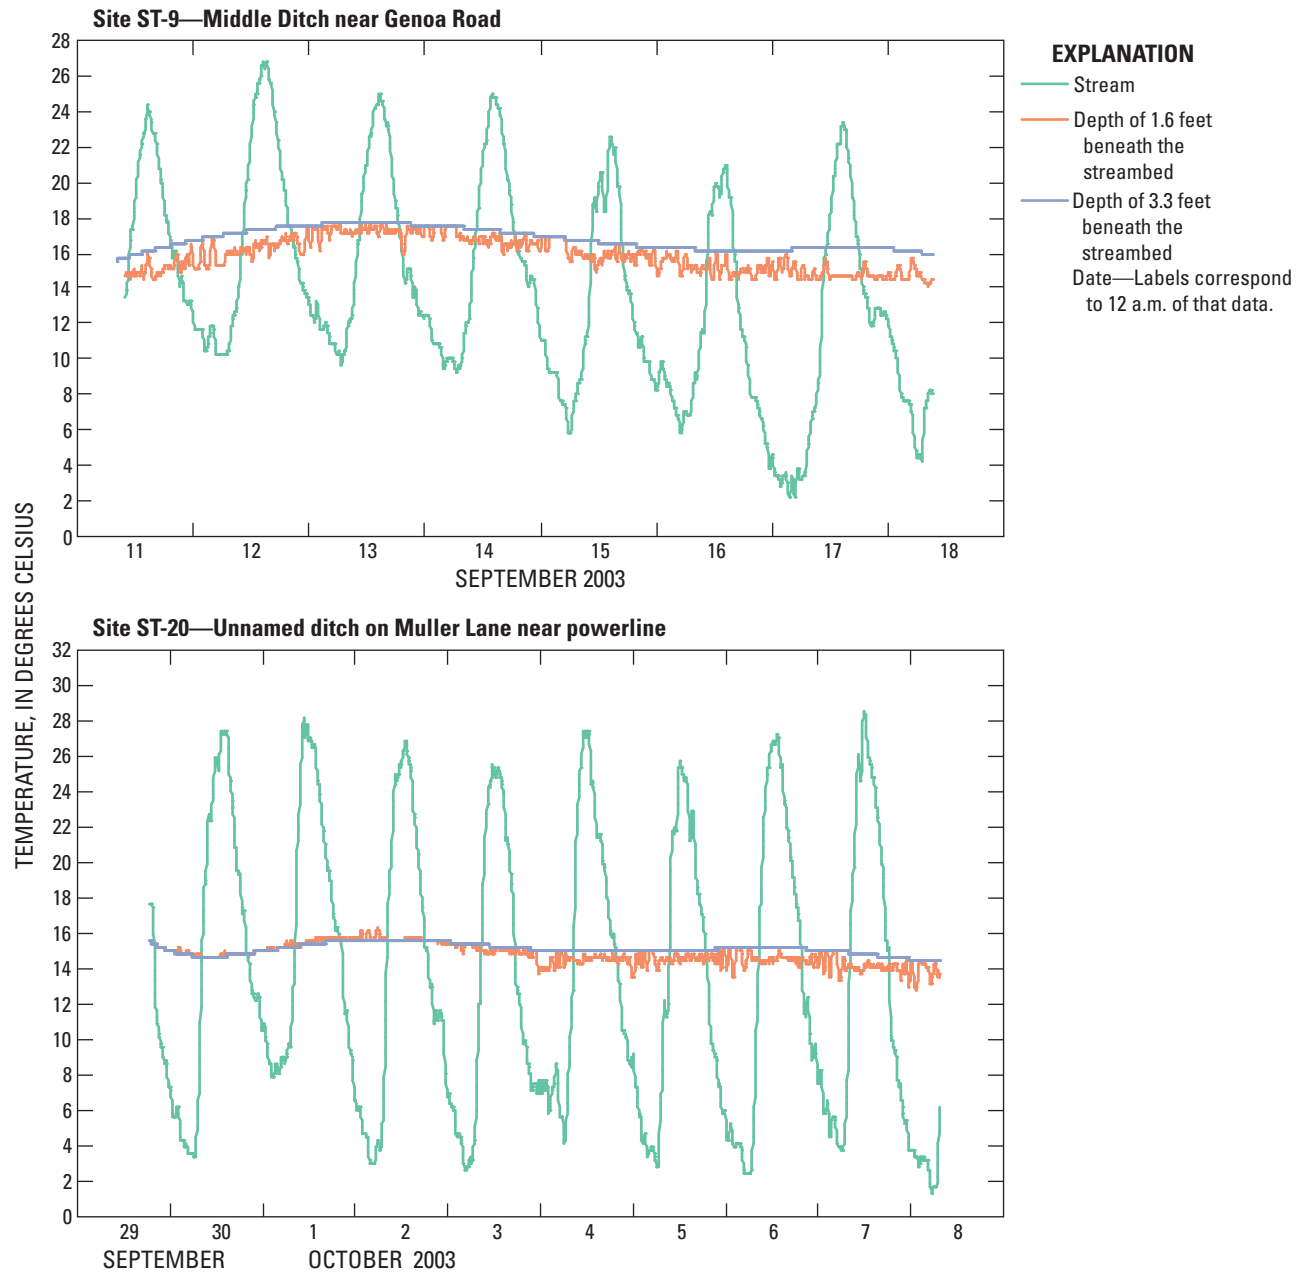 Site ST-9—Middle Ditch near Genoa Road
28
26
24
22
20
18
16
14
12
10
8
6
4
2
0
11 12 13 14 15 16 17 18
SEPTEMBER 2003
EXPLANATION
Stream
Depth of 1.6 feet
beneath the
streambed
Depth of 3.3 feet
beneath the
streambed
Date—Labels correspond
to 12 a.m. of that data.
TEMPERATURE, IN DEGREES CELSIUS
Site ST-20—Unnamed ditch on Muller Lane near powerline
32
30
28
26
24
22
20
18
16
14
12
10
8
6
4
2
0
29 30 1 2 3 4 5 6 7 8
SEPTEMBER OCTOBER 2003